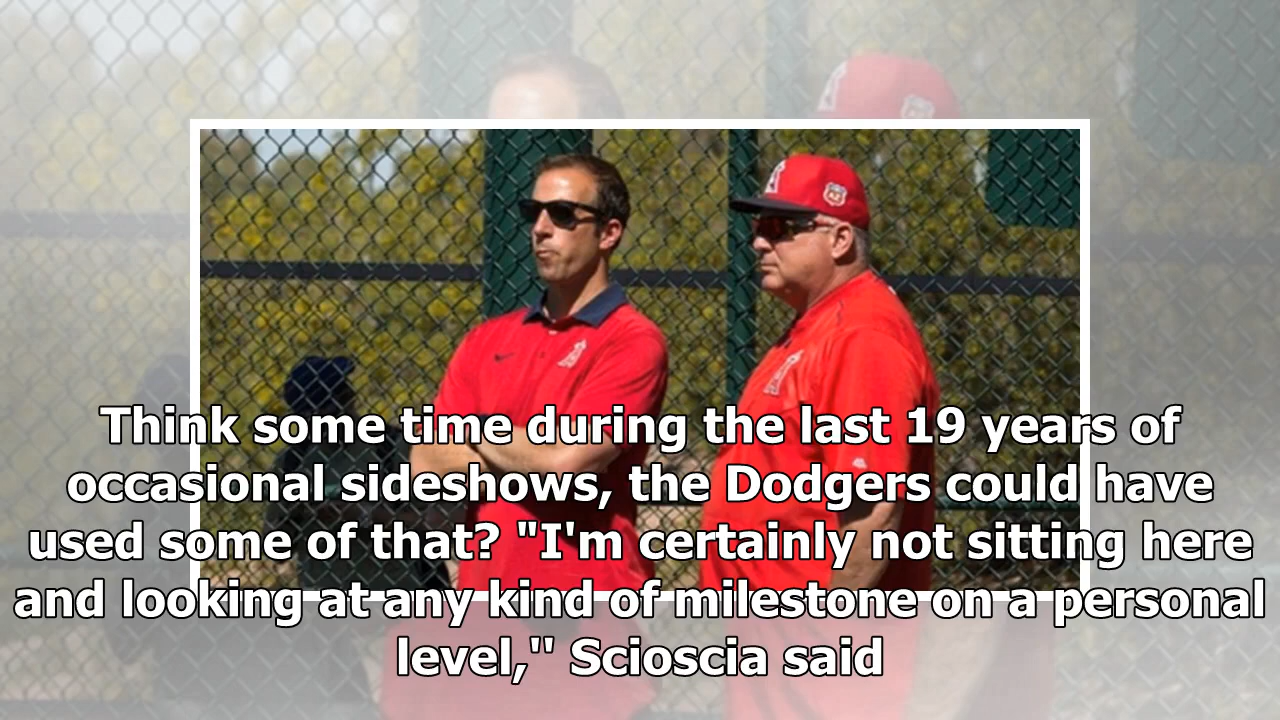 Think some time during the last 19 years of
occasional sideshows, the Dodgers could have
used some of that? "I'm certainly not sitting here
and looking at any kind of milestone on a personal
level,'' Scioscia said